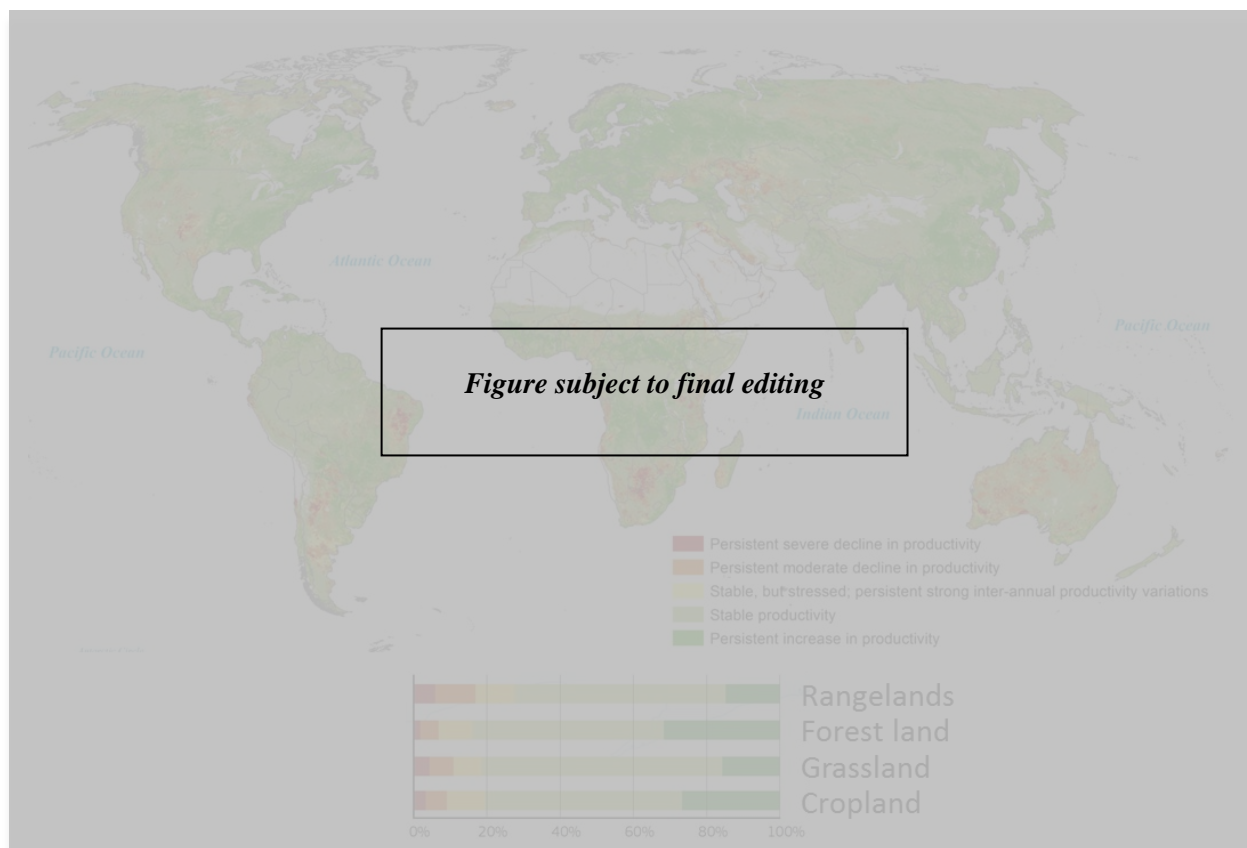 Atlantic Ocean
Pacific Ocean
Pacific Ocean
Figure subject to final editing
Indian Ocean
Persistent severe decline in productivity
Persistent moderate decline in productivity
Stable, but stressed; persistent strong inter-annual productivity variations
Stable productivity
Persistent increase in productivity
Rangelands
Forest land
Grassland
Cropland
0% 20% 40% 60% 80% 100%